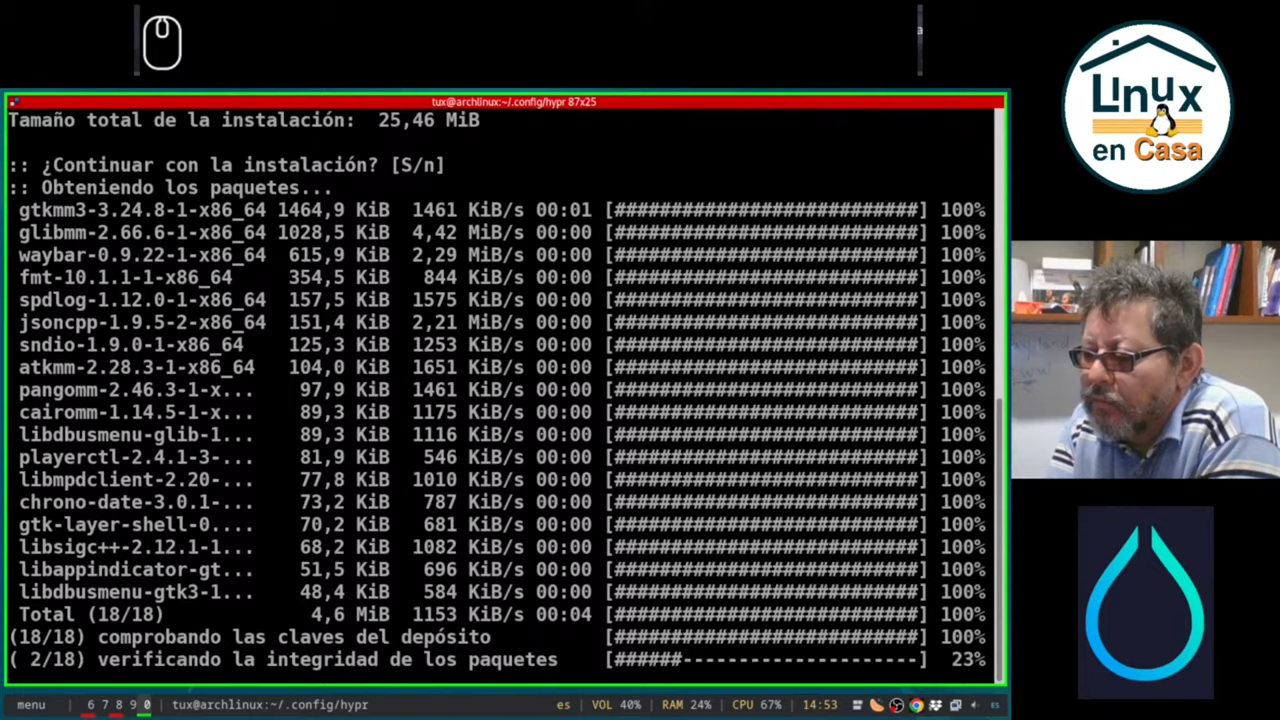 tux@archlinux:~/.config/hypr 87x25
Tamaño total de la instalación:  25,46 MiB
:: ¿Continuar con la instalación? [S/n]
:: Obteniendo los paquetes...
gtkmm3-3.24.8-1-x86_64 1464,9 KiB  1461 KiB/s 00:01 [###########################] 100%
glibmm-2.66.6-1-x86_64 1028,5 KiB  4,42 MiB/s 00:00 [###########################] 100%
waybar-0.9.22-1-x86_64  615,9 KiB  2,29 MiB/s 00:00 [###########################] 100%
fmt-10.1.1-1-x86_64     354,5 KiB   844 KiB/s 00:00 [###########################] 100%
spdlog-1.12.0-1-x86_64  157,5 KiB  1575 KiB/s 00:00 [###########################] 100%
jsoncpp-1.9.5-2-x86_64  151,4 KiB  2,21 MiB/s 00:00 [###########################] 100%
sndio-1.9.0-1-x86_64    125,3 KiB  1253 KiB/s 00:00 [###########################] 100%
atkmm-2.28.3-1-x86_64   104,0 KiB  1651 KiB/s 00:00 [###########################] 100%
pangomm-2.46.3-1-x...    97,9 KiB  1461 KiB/s 00:00 [###########################] 100%
cairomm-1.14.5-1-x...    89,3 KiB  1175 KiB/s 00:00 [###########################] 100%
libdbusmenu-glib-1...    89,3 KiB  1116 KiB/s 00:00 [###########################] 100%
playerctl-2.4.1-3-...    81,9 KiB   546 KiB/s 00:00 [###########################] 100%
libmpdclient-2.20-...    77,8 KiB  1010 KiB/s 00:00 [###########################] 100%
chrono-date-3.0.1-...    73,2 KiB   787 KiB/s 00:00 [###########################] 100%
gtk-layer-shell-0....    70,2 KiB   681 KiB/s 00:00 [###########################] 100%
libsigc++-2.12.1-1...    68,2 KiB  1082 KiB/s 00:00 [###########################] 100%
libappindicator-gt...    51,5 KiB   696 KiB/s 00:00 [###########################] 100%
libdbusmenu-gtk3-1...    48,4 KiB   584 KiB/s 00:00 [###########################] 100%
Total (18/18)             4,6 MiB  1153 KiB/s 00:04 [###########################] 100%
(18/18) comprobando las claves del depósito [###########################] 100%
( 2/18) verificando la integridad de los paquetes [######---------------------] 23%
menu 6 7 8 9 0 tux@archlinux:~/.config/hypr es VOL 40% RAM 24% CPU 67% 14:53 ES
Linux
en Casa